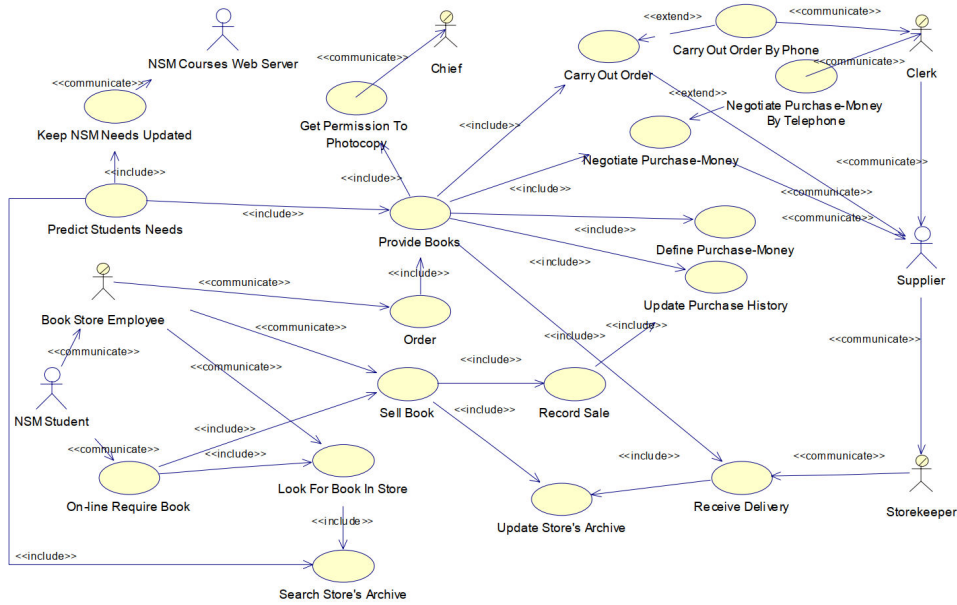 <<extend>>
<<communicate>>
NSM Courses Web Server
Chief
Carry Out Order By Phone
Clerk
<<communicate>>
<<communicate>>
Carry Out Order
<<communicate>>
Keep NSM Needs Updated
Get Permission To
Photocopy
<<extend>>
Negotiate Purchase-Money
By Telephone
<<include>>
Negotiate Purchase-Money
<<communicate>>
<<include>>
<<include>>
<<include>>
<<communicate>>
Predict Students Needs
<<include>>
Provide Books
<<include>>
<<communicate>>
Define Purchase-Money
<<include>>
<<include>>
Supplier
Update Purchase History
<<communicate>>
Book Store Employee
Order
<<include>>
<<communicate>>
<<communicate>>
<<communicate>>
<<include>>
<<communicate>>
NSM Student
Sell Book
Record Sale
<<include>>
<<include>>
<<communicate>>
<<include>>
<<include>>
<<communicate>>
On-line Require Book
Look For Book In Store
Update Store's Archive
Receive Delivery
Storekeeper
<<include>>
<<include>>
Search Store's Archive